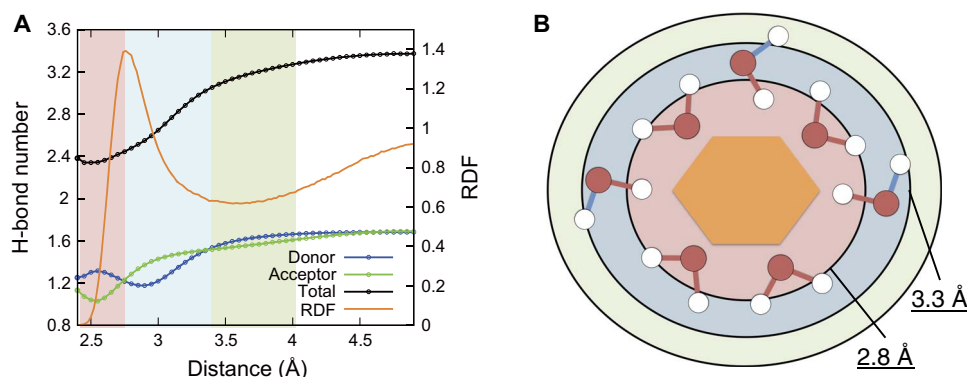 A
H-bond number
3.6
3.2
2.8
2.4
2
1.6
1.2
0.8
2.5 3 3.5 4 4.5
Distance (Å)
1.4
1.2
1
0.8
0.6
0.4
0.2
0
RDF
Donor
Acceptor
Total
RDF
B
3.3 Å
2.8 Å